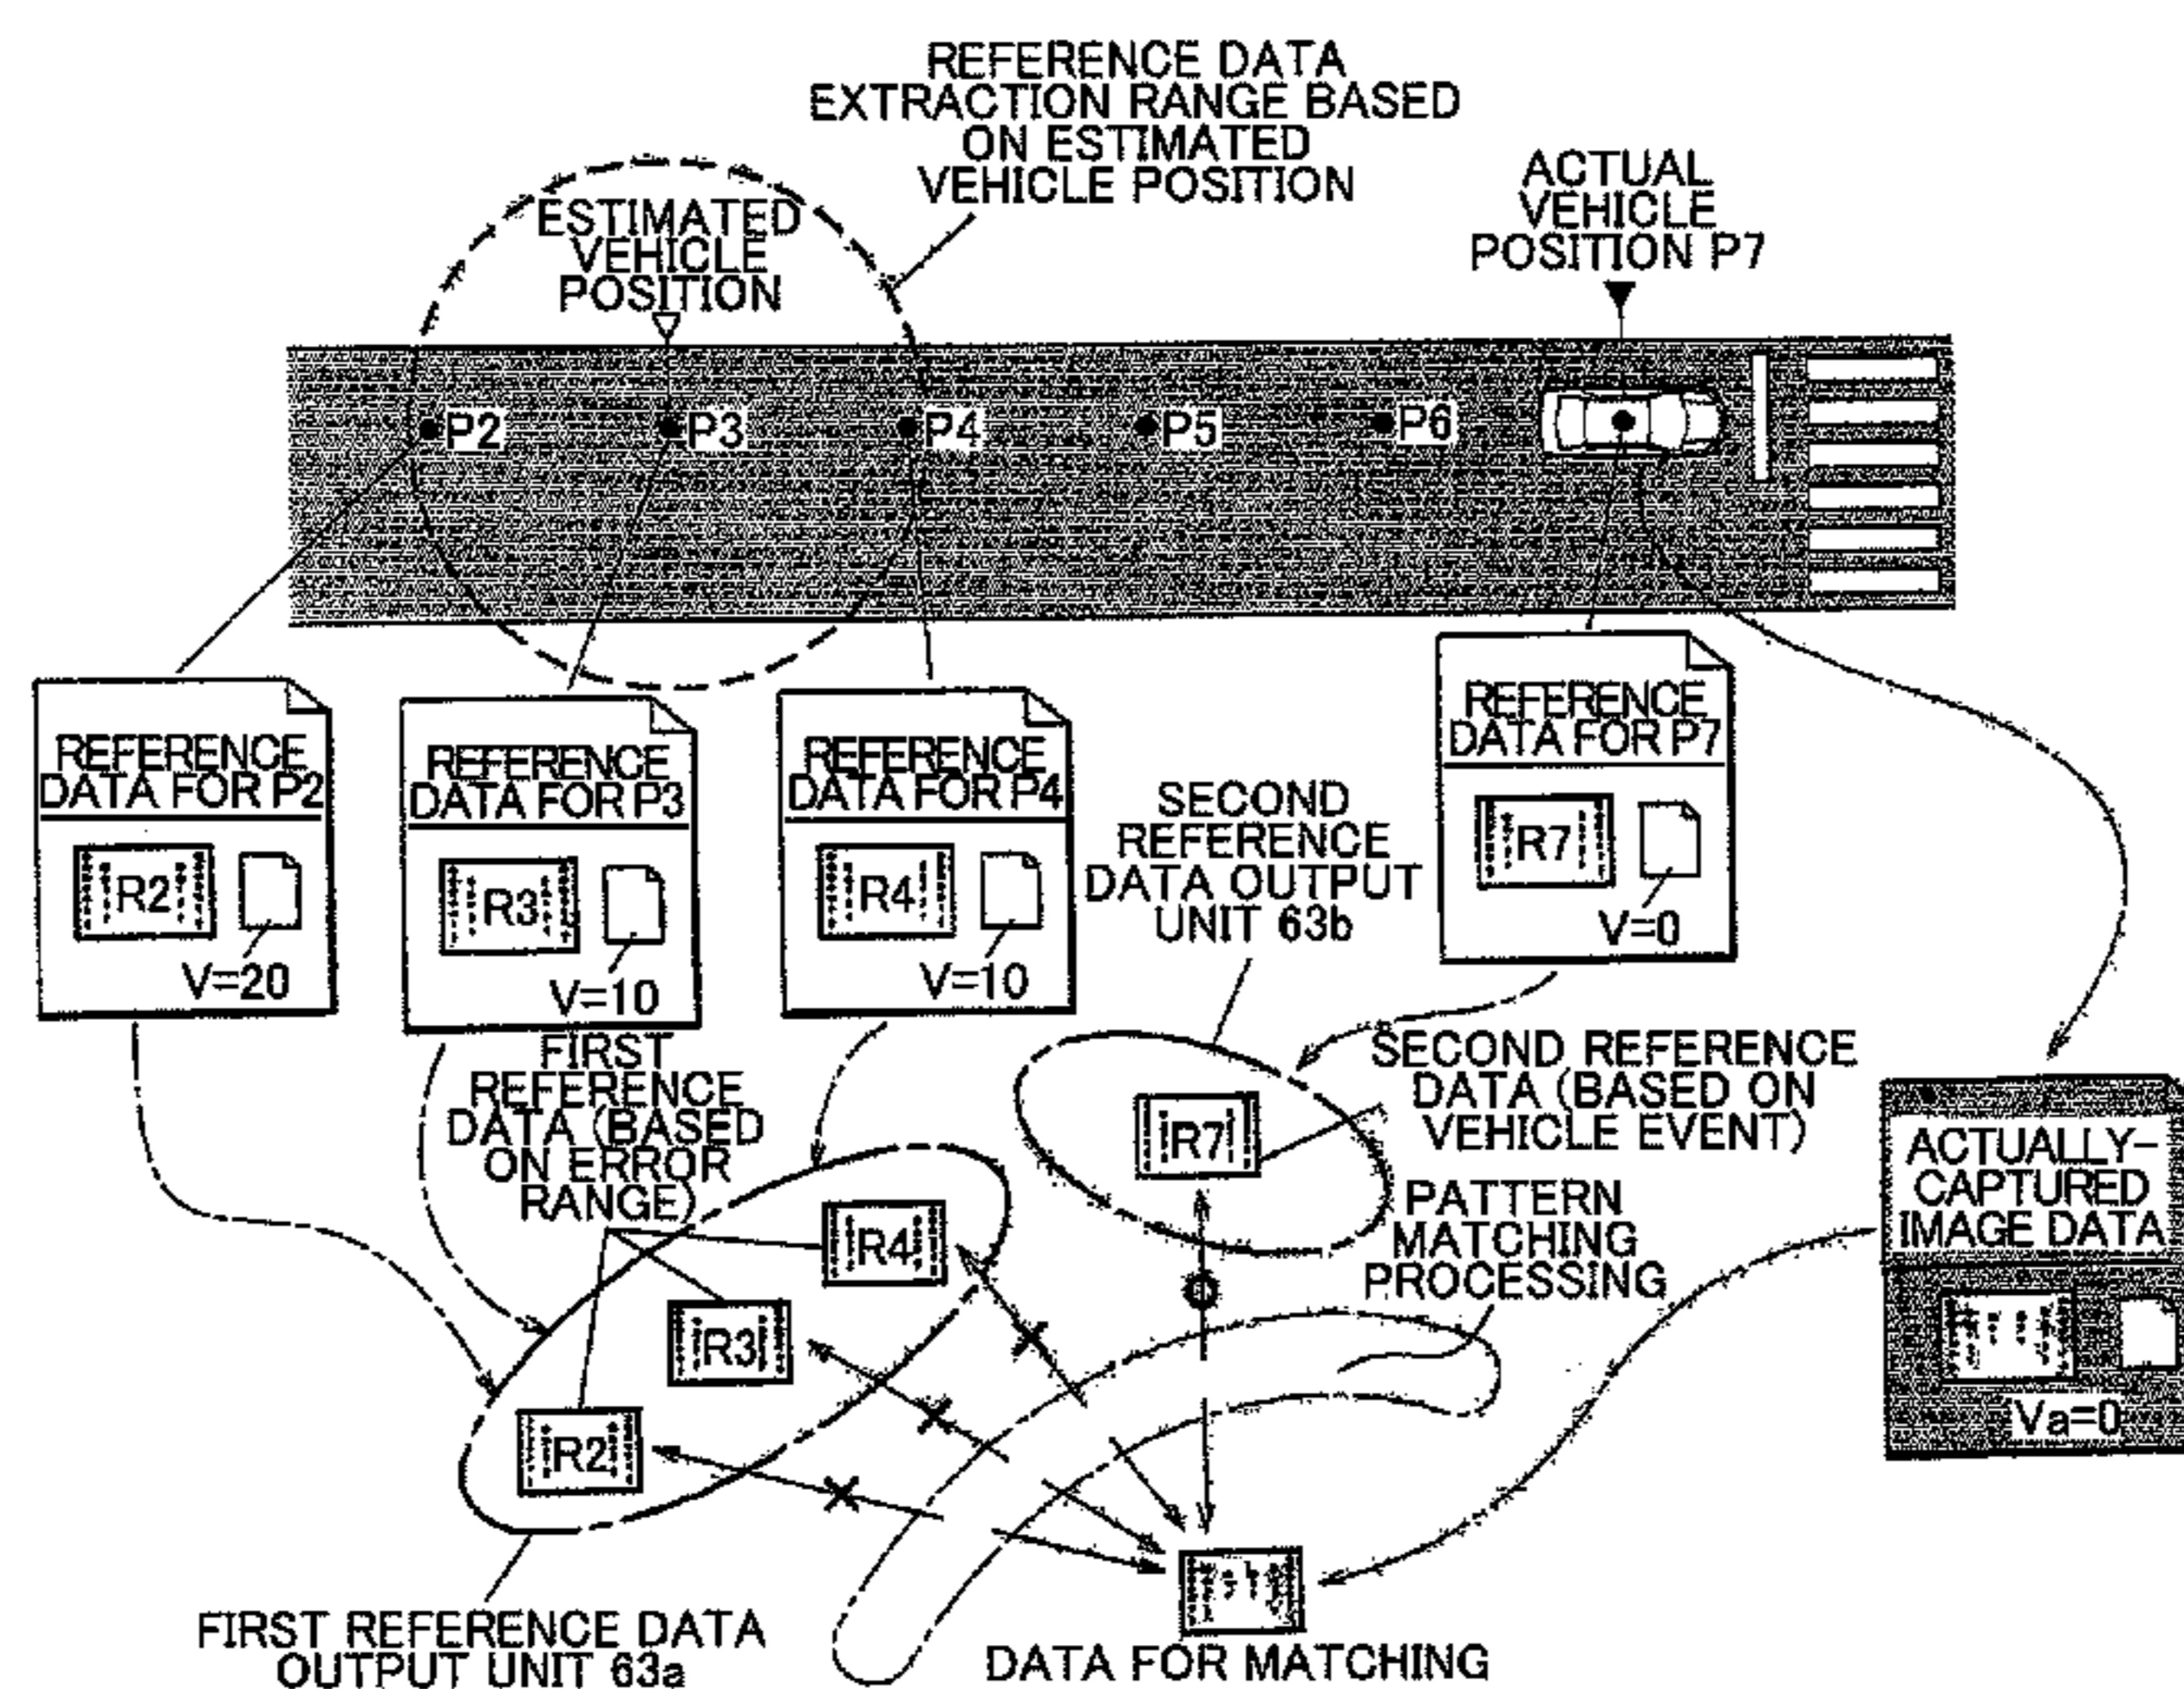 REFERENCE DATA
EXTRACTION RANGE BASED
ON ESTIMATED
VEHICLE POSITION
ESTIMATED
VEHICLE
POSITION
ACTUAL
VEHICLE
POSITION P7
P2
P3
P4
P5
P6
REFERENCE
DATA FOR P2
R2
V=20
REFERENCE
DATA FOR P3
R3
V=10
REFERENCE
DATA FOR P4
R4
V=10
SECOND
REFERENCE
DATA OUTPUT
UNIT 63b
REFERENCE
DATA FOR P7
R7
V=0
FIRST
REFERENCE
DATA (BASED
ON ERROR
RANGE)
R7
SECOND REFERENCE
DATA (BASED ON
VEHICLE EVENT)
ACTUALLY-
CAPTURED
IMAGE DATA
Va=0
PATTERN
MATCHING
PROCESSING
R4
R3
R2
FIRST REFERENCE DATA
OUTPUT UNIT 63a
DATA FOR MATCHING